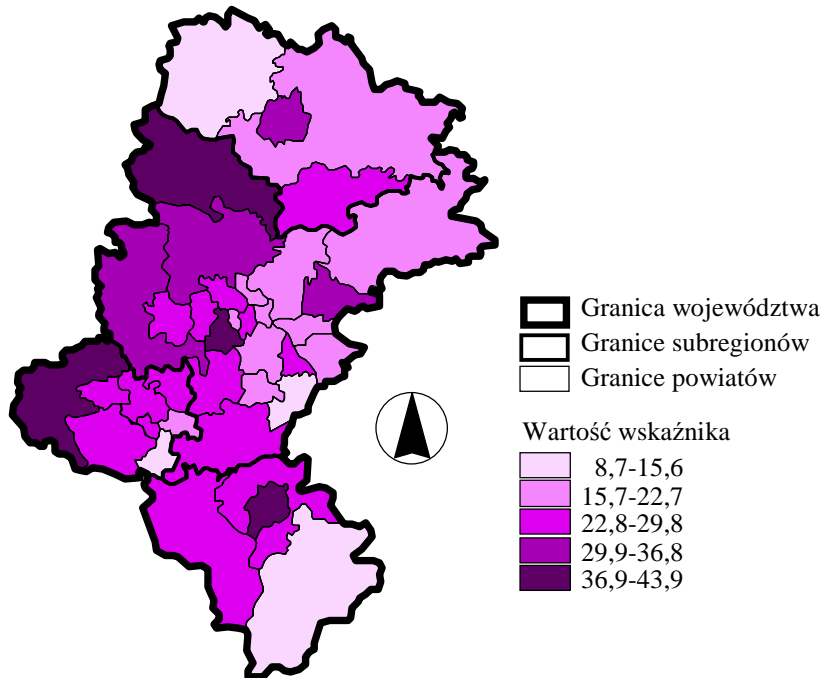 Granica województwa
Granice subregionów
Granice powiatów
Wartość wskaźnika
8,7-15,6
15,7-22,7
22,8-29,8
29,9-36,8
36,9-43,9